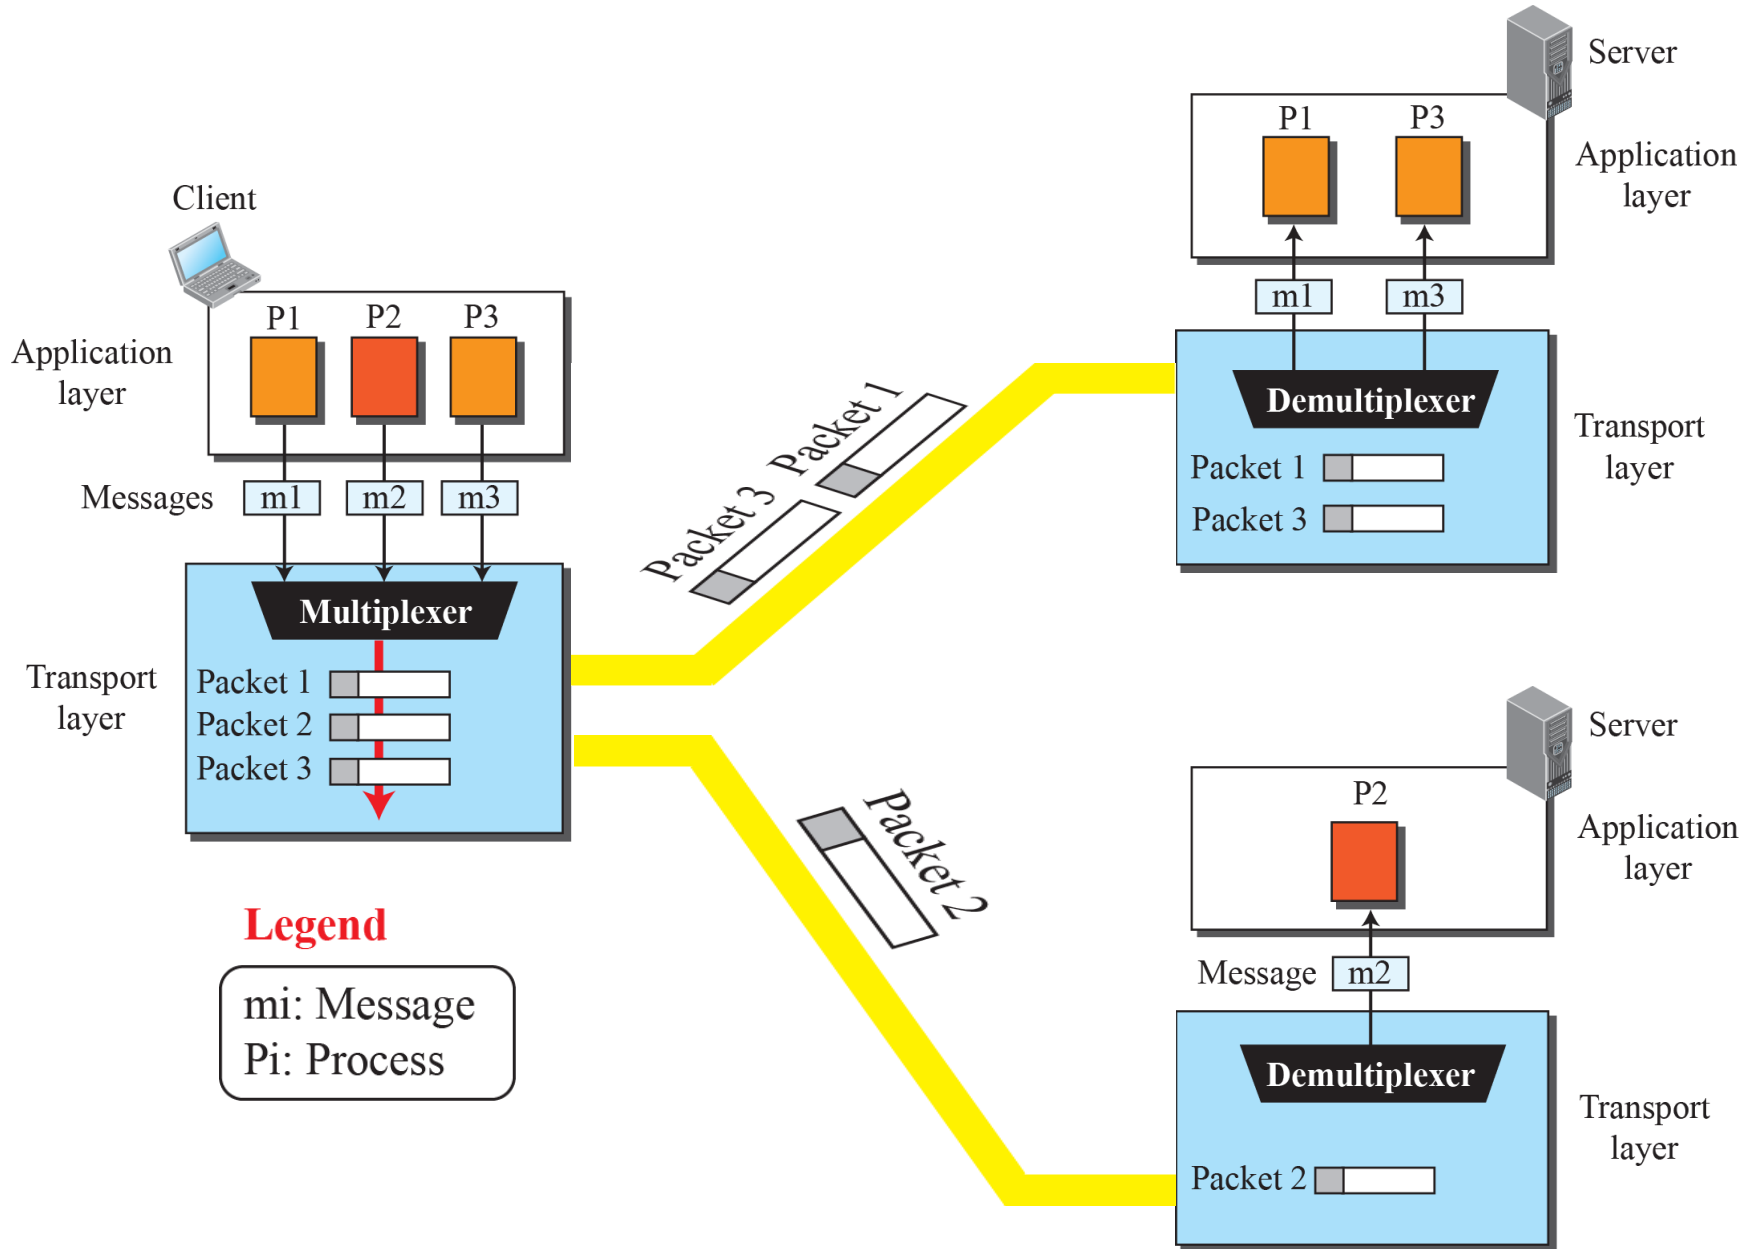 Client
P1 P2 P3
Application
layer
Messages
m1 m2 m3
Multiplexer
Transport
layer
Packet 1
Packet 2
Packet 3
Legend
mi: Message
Pi: Process
Packet 3
Packet 1
Packet 2
Server
P1 P3
Application
layer
m1 m3
Demultiplexer
Transport
layer
Packet 1
Packet 3
Server
P2
Application
layer
Message m2
Demultiplexer
Transport
layer
Packet 2